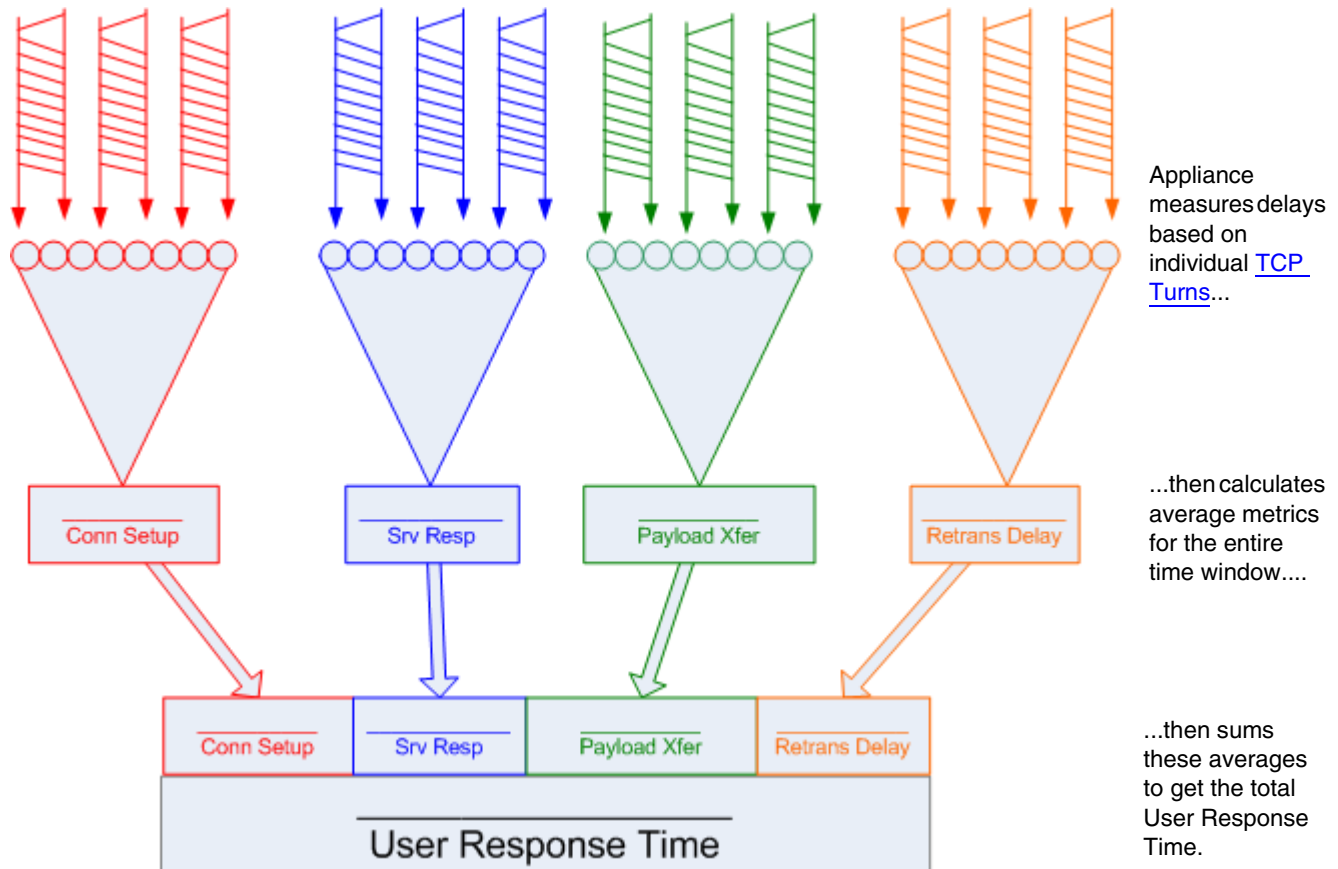 Appliance
measures delays
based on
individual TCP
Turns...
Conn Setup
Srv Resp
Payload Xfer
Retrans Delay
...then calculates
average metrics
for the entire
time window....
Conn Setup
Srv Resp
Payload Xfer
Retrans Delay
...then sums
these averages
to get the total
User Response
Time.
User Response Time